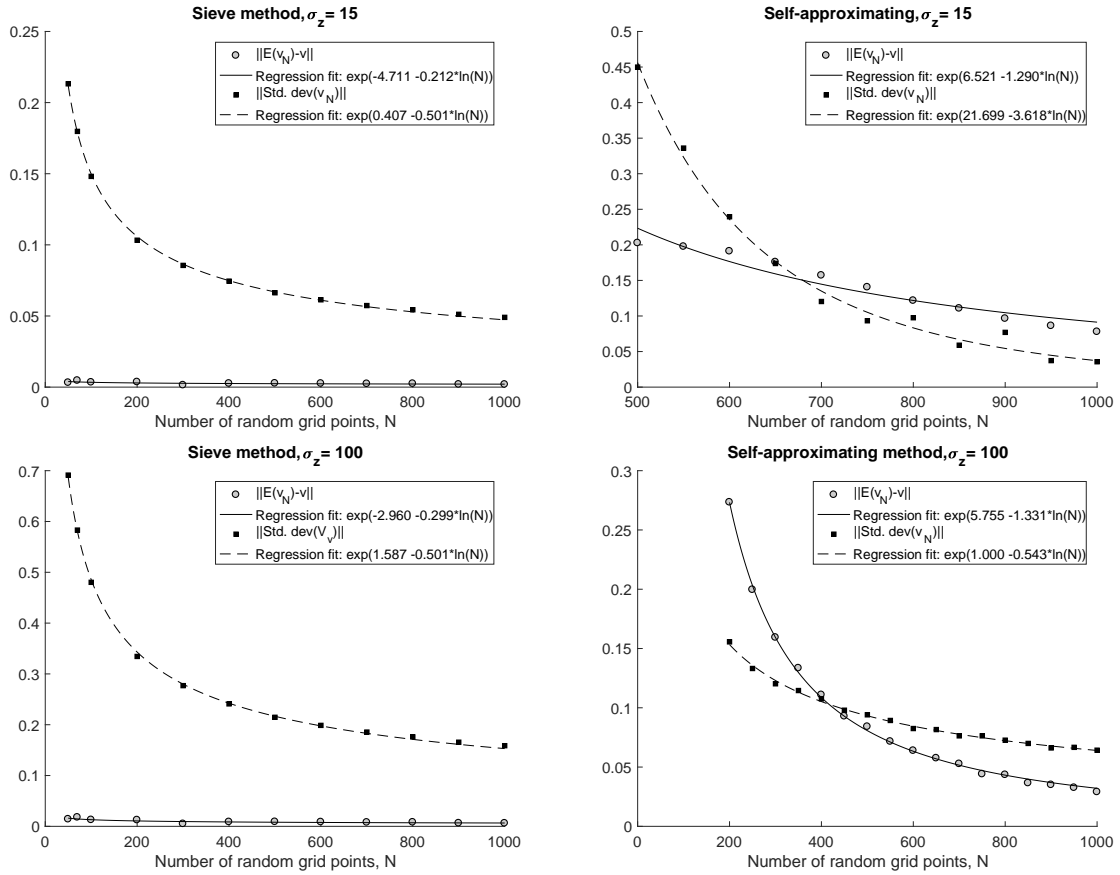 Sieve method, σz= 15
||E(vN)-v||
Regression fit: exp(-4.711 -0.212*ln(N))
||Std. dev(vN)||
Regression fit: exp(0.407 -0.501*ln(N))
0.25
0.2
0.15
0.1
0.05
0
0 200 400 600 800 1000
Number of random grid points, N
Self-approximating, σz= 15
||E(vN)-v||
Regression fit: exp(6.521 -1.290*ln(N))
||Std. dev(vN)||
Regression fit: exp(21.699 -3.618*ln(N))
0.5
0.45
0.4
0.35
0.3
0.25
0.2
0.15
0.1
0.05
0
500 600 700 800 900 1000
Number of random grid points, N
Sieve method, σz= 100
||E(vN)-v||
Regression fit: exp(-2.960 -0.299*ln(N))
||Std. dev(Vv)||
Regression fit: exp(1.587 -0.501*ln(N))
0.7
0.6
0.5
0.4
0.3
0.2
0.1
0
0 200 400 600 800 1000
Number of random grid points, N
Self-approximating method, σz= 100
||E(vN)-v||
Regression fit: exp(5.755 -1.331*ln(N))
||Std. dev(vN)||
Regression fit: exp(1.000 -0.543*ln(N))
0.3
0.25
0.2
0.15
0.1
0.05
0
0 200 400 600 800 1000
Number of random grid points, N